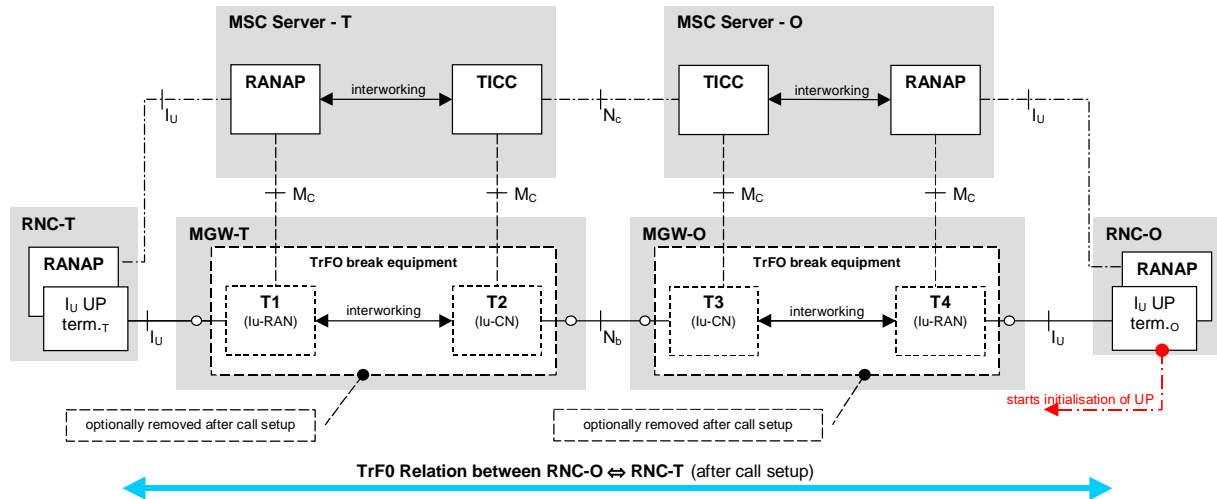 MSC Server - T
MSC Server - O
RANAP
interworking
TICC
TICC
interworking
RANAP
IU
NC
IU
MC
MC
MC
MC
RNC-T
MGW-T
MGW-O
RNC-O
RANAP
TrFO break equipment
TrFO break equipment
RANAP
IU UP
term.T
T1
(Iu-RAN)
interworking
T2
(Iu-CN)
T3
(Iu-CN)
interworking
T4
(Iu-RAN)
IU UP
term.O
IU
Nb
IU
starts initialisation of UP
optionally removed after call setup
optionally removed after call setup
TrF0 Relation between RNC-O ⇔ RNC-T (after call setup)